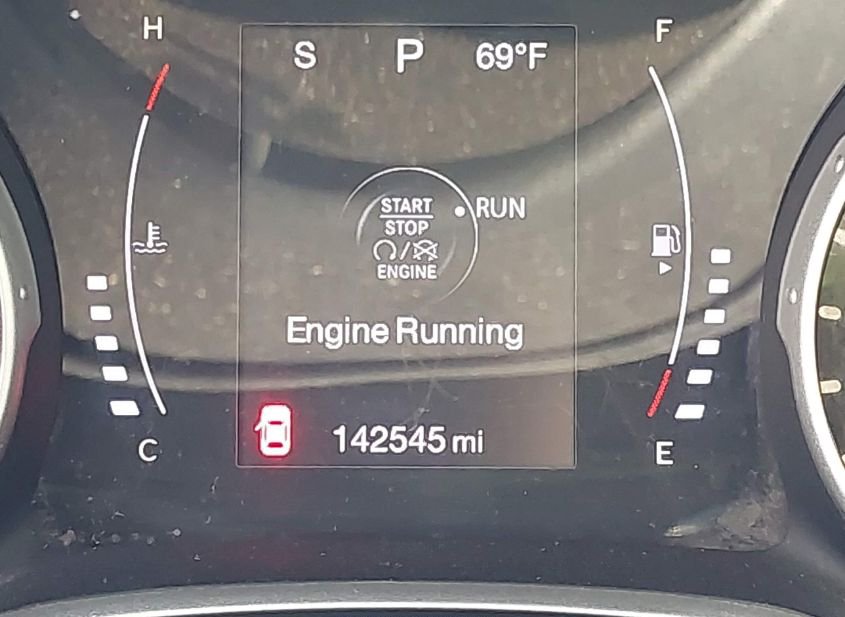 H
F
S P 69°F
START
STOP
ENGINE
RUN
Engine Running
142545 mi
C
E